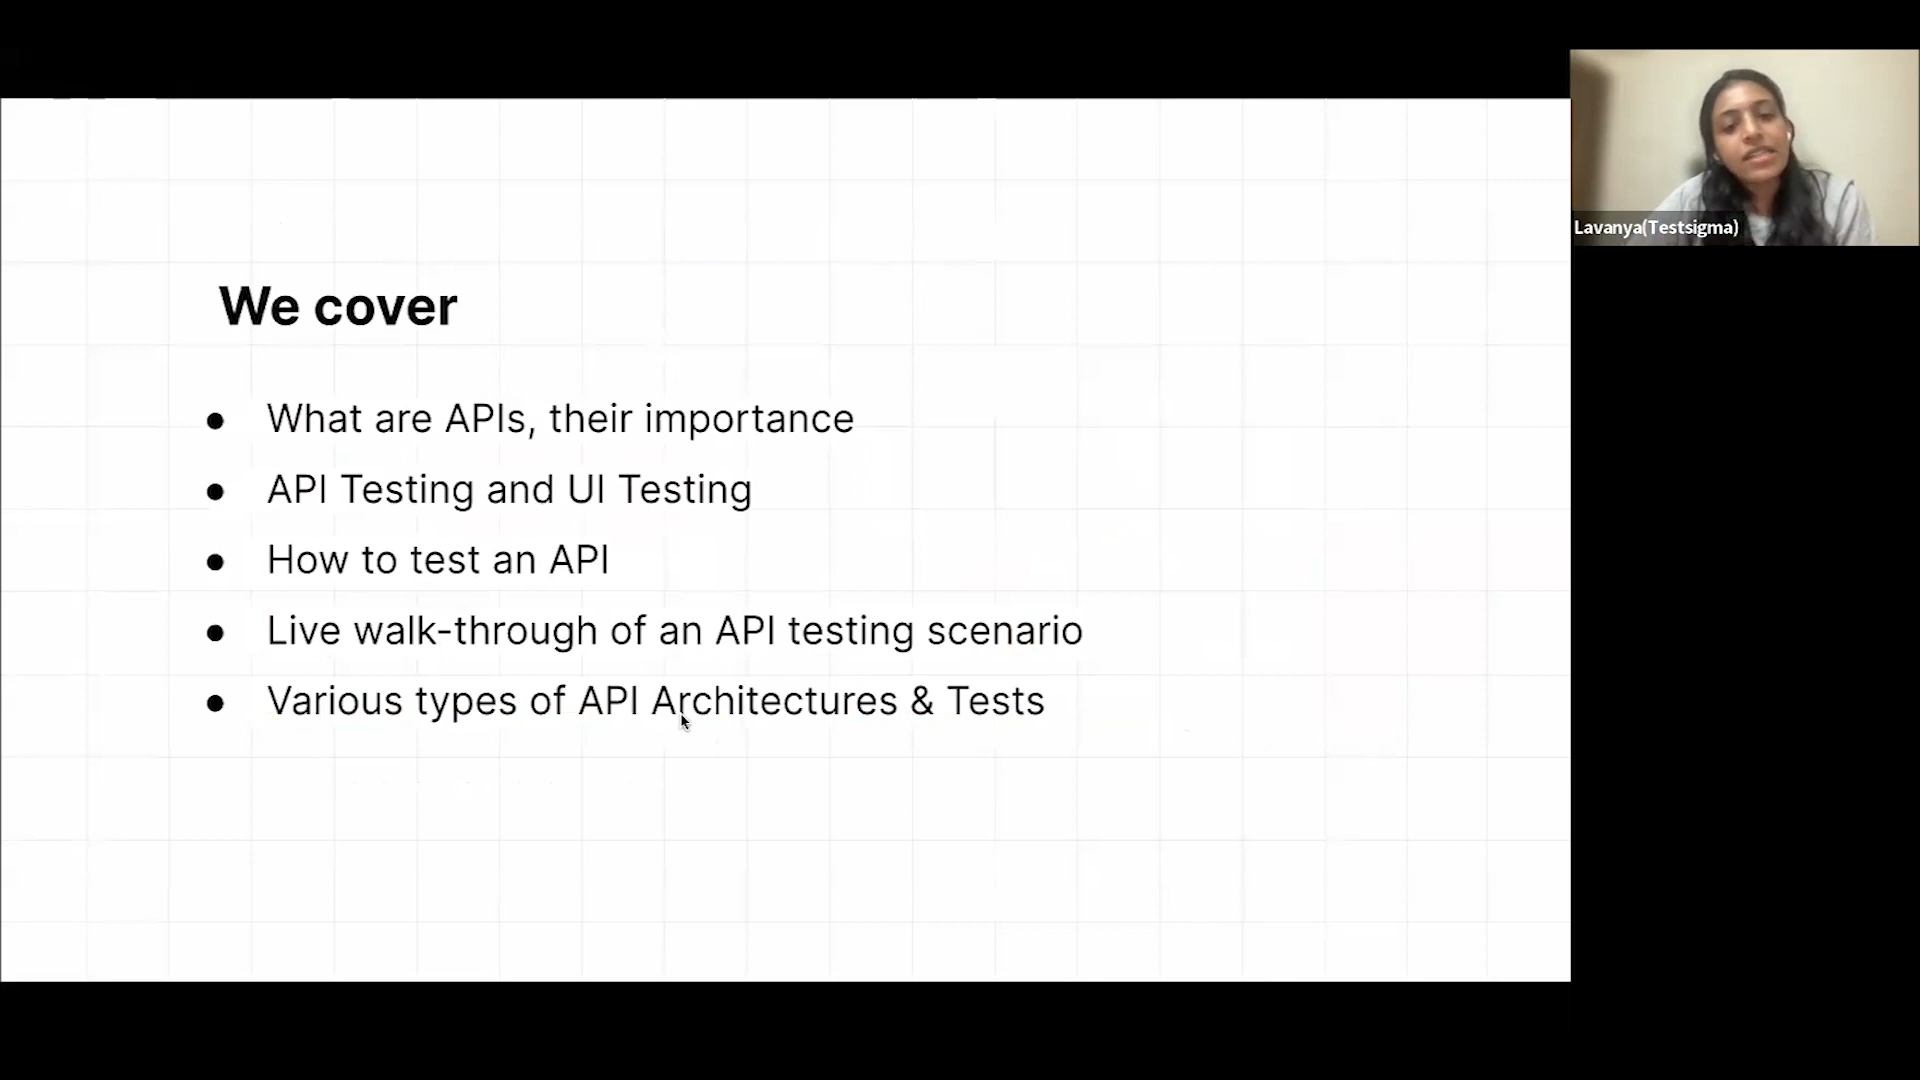 We cover
● What are APIs, their importance
● API Testing and UI Testing
● How to test an API
● Live walk-through of an API testing scenario
● Various types of API Architectures & Tests
Lavanya(Testsigma)